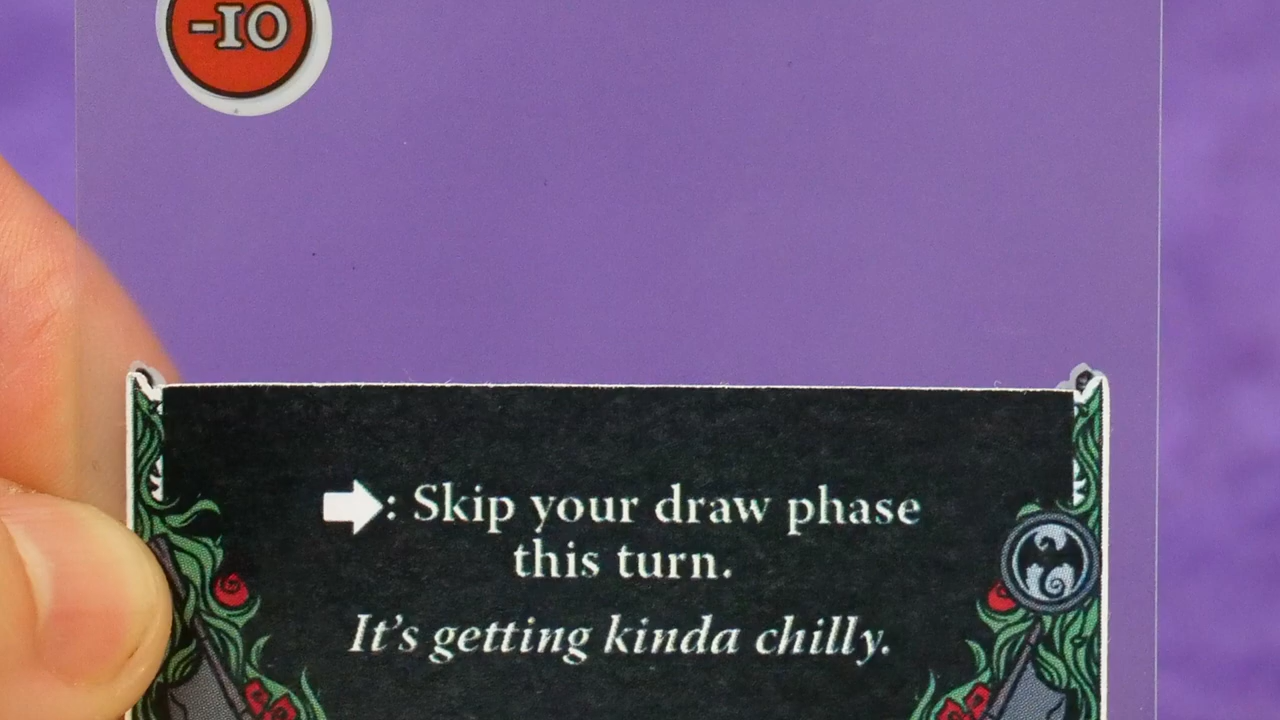 -10
➡: Skip your draw phase
this turn.
It's getting kinda chilly.